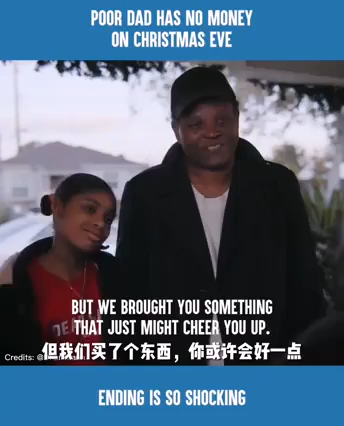 POOR DAD HAS NO MONEY
ON CHRISTMAS EVE
BUT WE BROUGHT YOU SOMETHING
THAT JUST MIGHT CHEER YOU UP.
但我们买了个东西，你或许会好一点
Credits:
ENDING IS SO SHOCKING